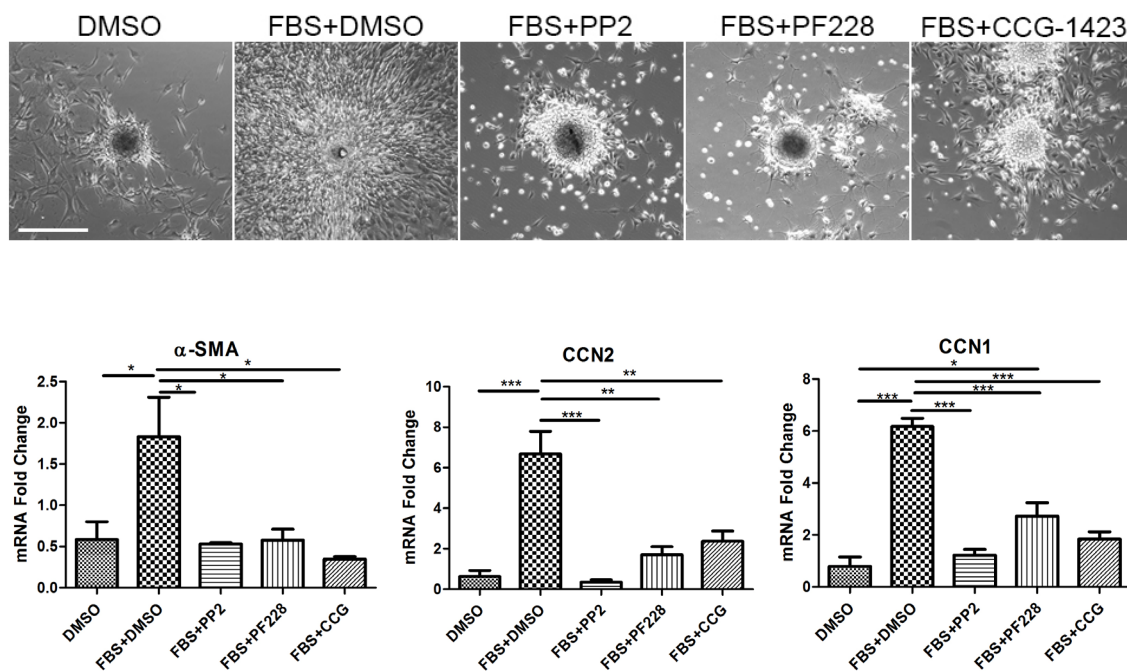 DMSO FBS+DMSO FBS+PP2 FBS+PF228 FBS+CCG-1423
α-SMA
*
*
*
*
mRNA Fold Change
2.5
2.0
1.5
1.0
0.5
0.0
DMSO
FBS+DMSO
FBS+PP2
FBS+PF228
FBS+CCG
CCN2
**
***
**
***
mRNA Fold Change
10
8
6
4
2
0
DMSO
FBS+DMSO
FBS+PP2
FBS+PF228
FBS+CCG
CCN1
*
***
***
***
***
mRNA Fold Change
8
6
4
2
0
DMSO
FBS+DMSO
FBS+PP2
FBS+PF228
FBS+CCG